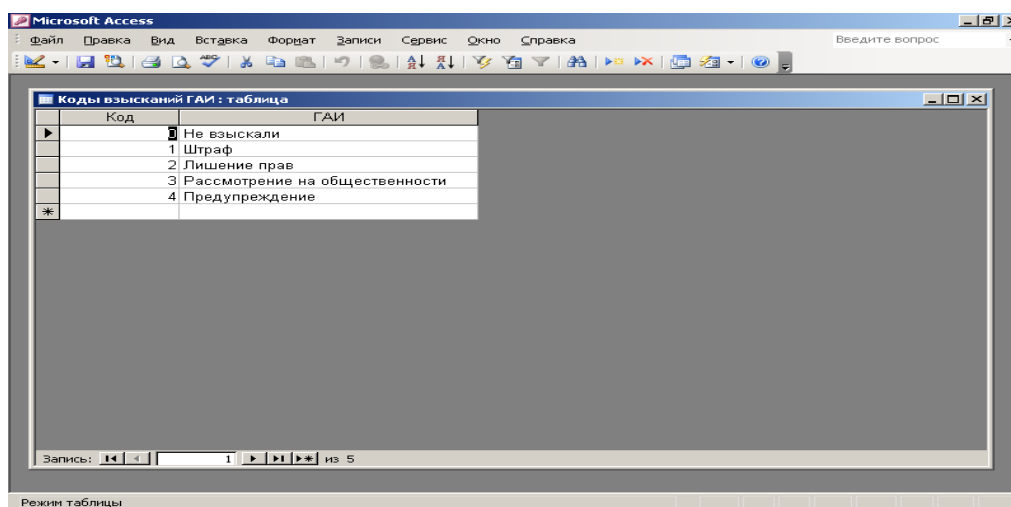 Microsoft Access
Файл Правка Вид Вставка Формат Записи Сервис Окно Справка Введите вопрос
Коды взысканий ГАИ : таблица
Код ГАИ
0 Не взыскали
1 Штраф
2 Лишение прав
3 Рассмотрение на общественности
4 Предупреждение
Запись: 1 из 5
Режим таблицы